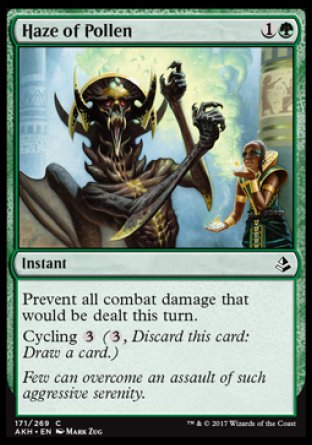 Haze of Pollen 1
Instant
Prevent all combat damage that
would be dealt this turn.
Cycling 3 (3, Discard this card:
Draw a card.)
Few can overcome an assault of such
aggressive serenity.
171/269 C
AKH • EN MARK ZUG ™ & © 2017 Wizards of the Coast